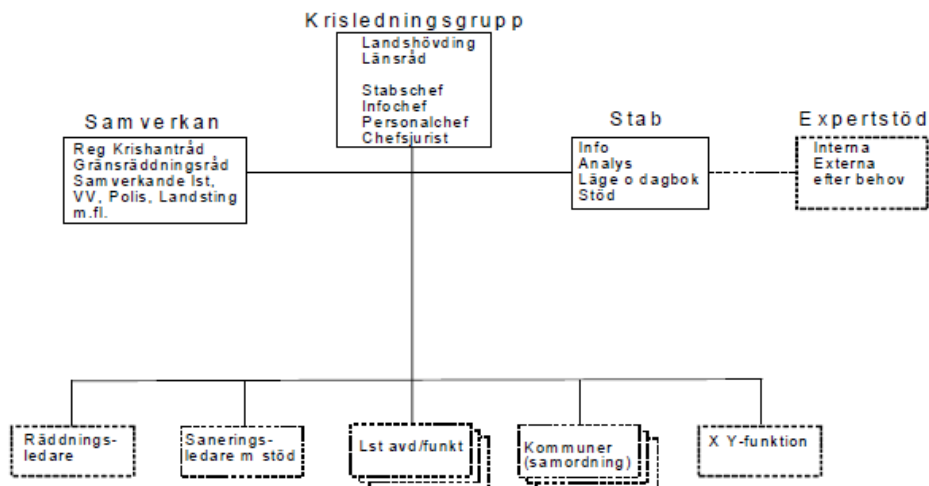 Krisledningsgrupp
Landshövding
Länsråd
Stabschef
Infochef
Personalchef
Chefsjurist
Samverkan
Reg Krishantråd
Gränsräddningsråd
Samverkande lst,
VV, Polis, Landsting
m.fl.
Stab
Info
Analys
Läge o dagbok
Stöd
Expertstöd
Interna
Externa
efter behov
Räddnings-
ledare
Sanerings-
ledare m stöd
Lst avd/funkt
Kommuner
(samordning)
X Y-funktion